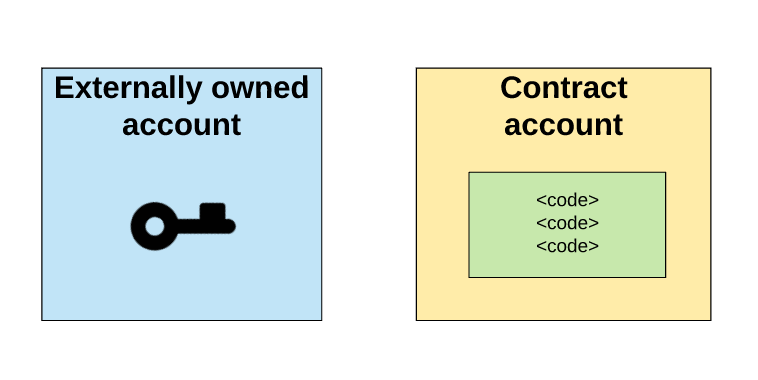 Externally owned
account
Contract
account
<code>
<code>
<code>